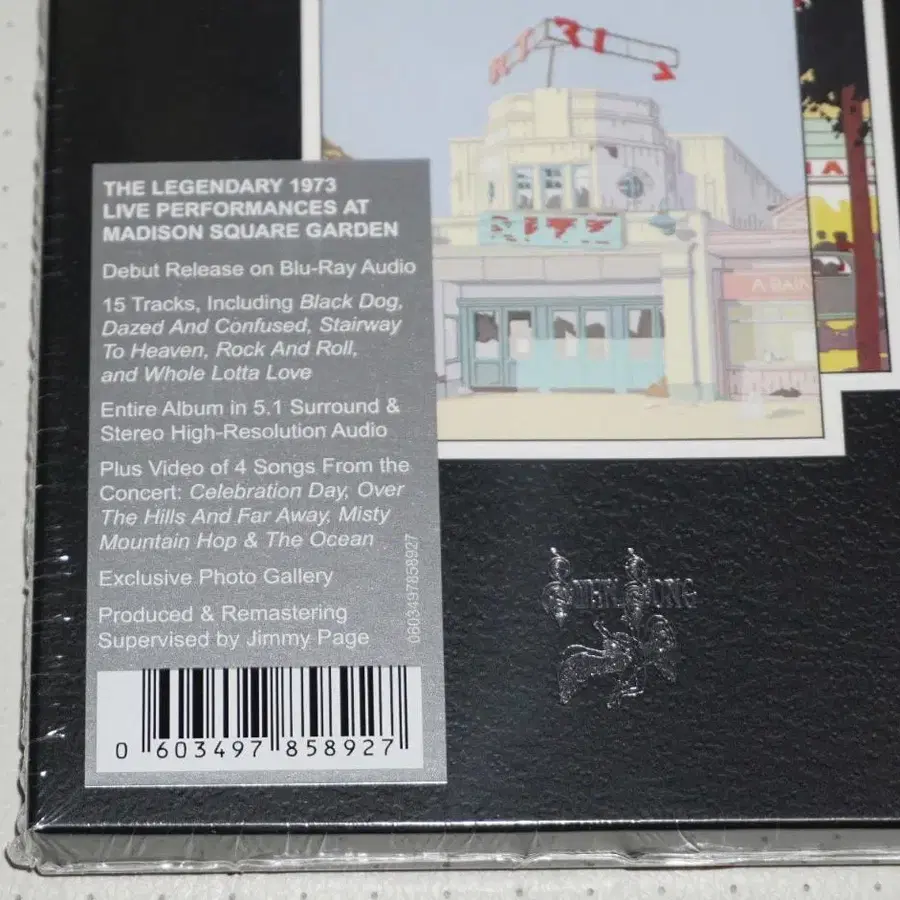 RITZ
THE LEGENDARY 1973
LIVE PERFORMANCES AT
MADISON SQUARE GARDEN
Debut Release on Blu-Ray Audio
15 Tracks, Including Black Dog,
Dazed And Confused, Stairway
To Heaven, Rock And Roll,
and Whole Lotta Love
Entire Album in 5.1 Surround &
Stereo High-Resolution Audio
Plus Video of 4 Songs From the
Concert: Celebration Day, Over
The Hills And Far Away, Misty
Mountain Hop & The Ocean
Exclusive Photo Gallery
Produced & Remastering
Supervised by Jimmy Page
0603497858927
0 603497 858927
SWAN SONG